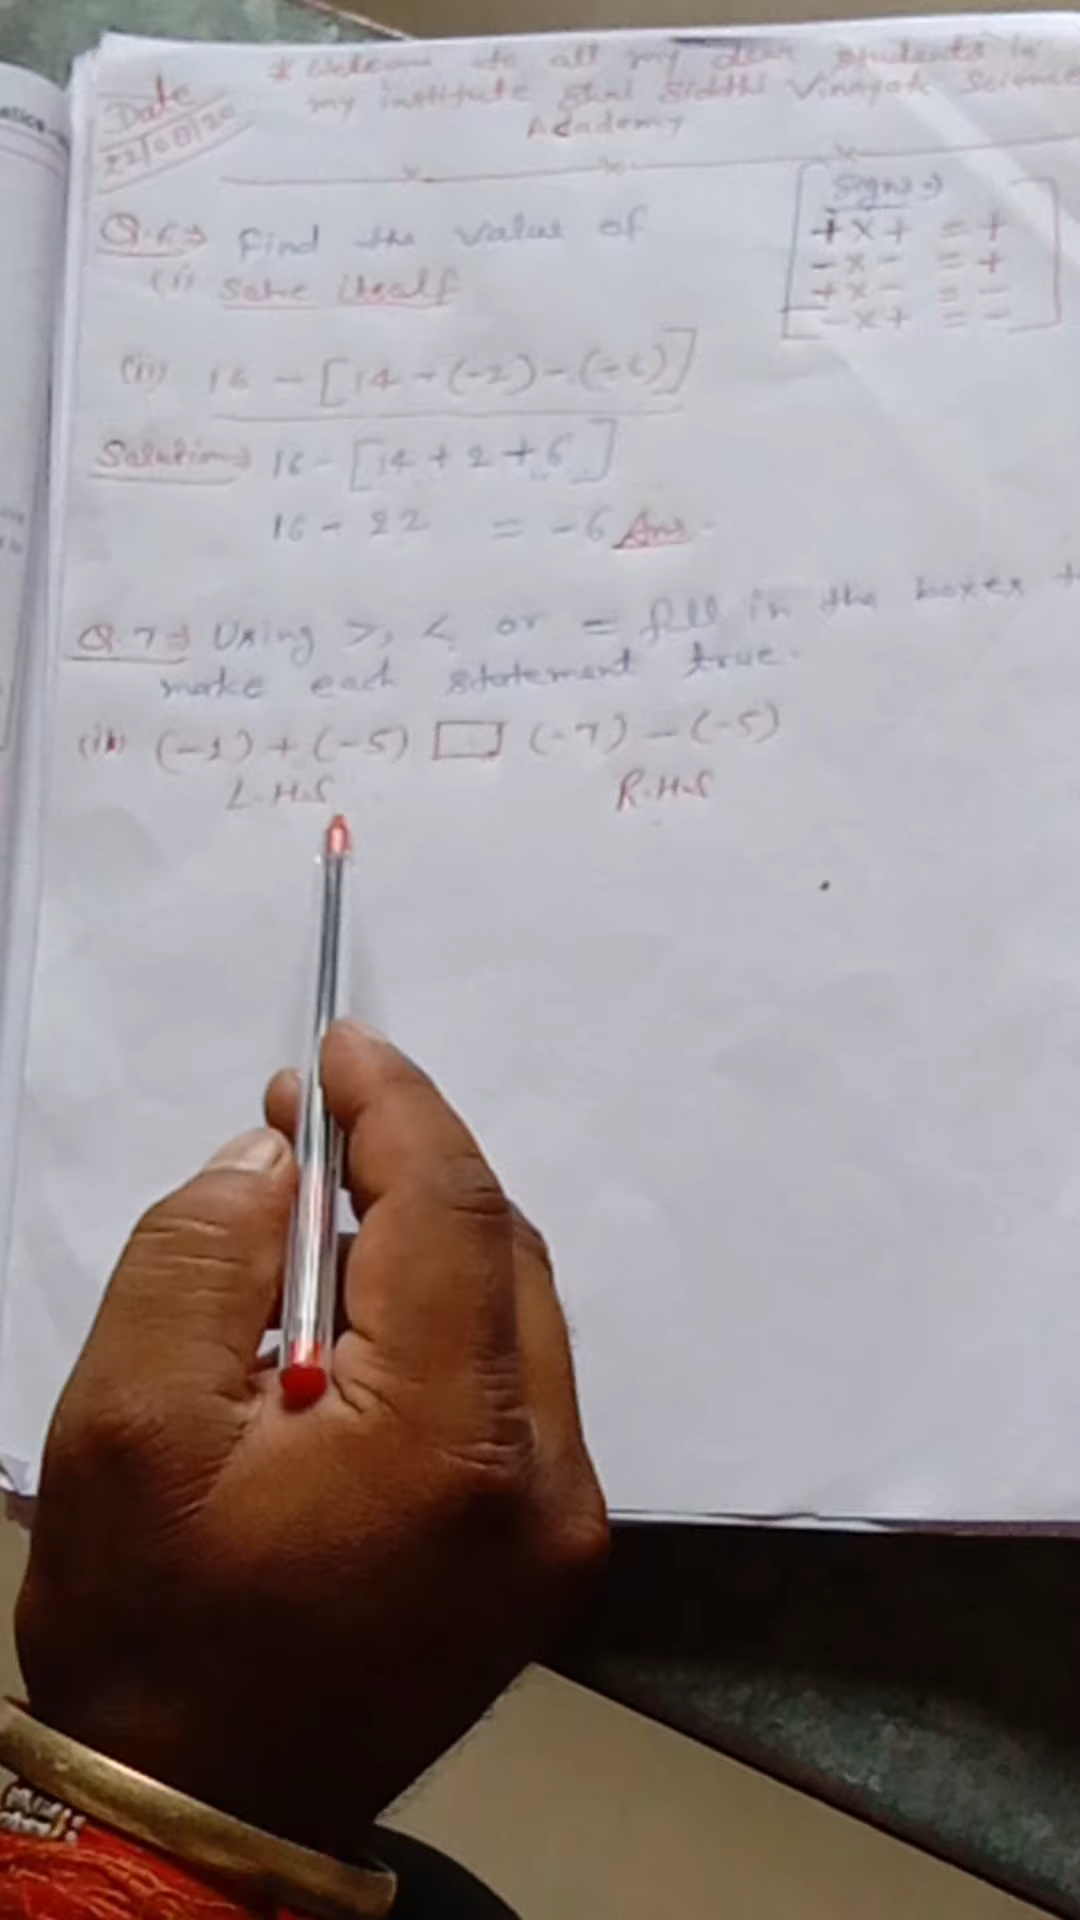 * Welcome to all my dear students in
my institute Shri Siddhi Vinayak Science
Academy
Date
22/08/20
Signs⇒
+ × + = +
- × - = +
+ × - = -
- × + = -
Q.6⇒ Find the value of
(i) Solve itself
(ii) 16 - [14 - (-2) - (-6)]
Solution⇒ 16 - [14 + 2 + 6]
16 - 22 = -6 Ans.
Q.7⇒ Using >, < or = fill in the boxes to
make each statement true.
(-1) + (-5) □ (-7) - (-5)
L.H.S R.H.S